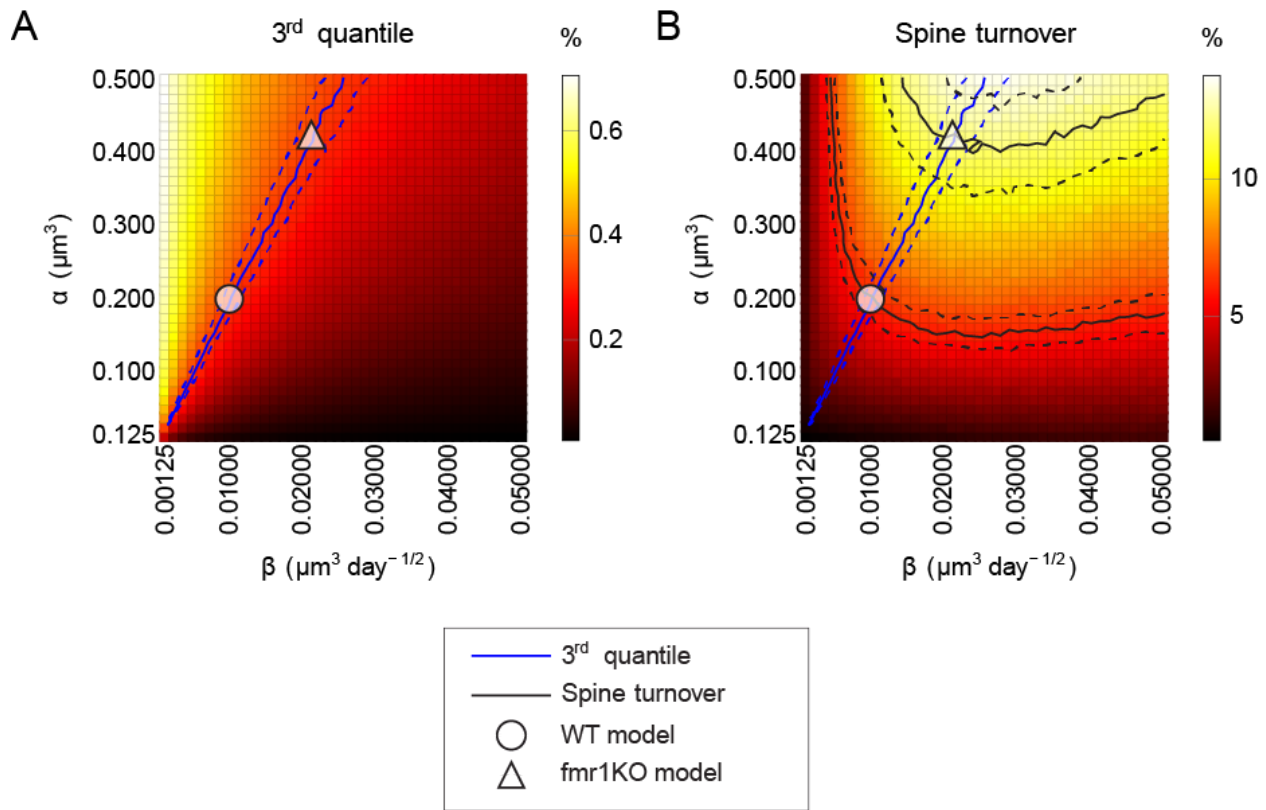 A
3rd quantile
%
0.500
0.400
0.300
0.200
0.100
0.125
α (μm3)
0.00125
0.01000
0.02000
0.03000
0.04000
0.05000
β (μm3 day−1/2)
0.6
0.4
0.2
B
Spine turnover
%
0.500
0.400
0.300
0.200
0.100
0.125
α (μm3)
0.00125
0.01000
0.02000
0.03000
0.04000
0.05000
β (μm3 day−1/2)
10
5
3rd quantile
Spine turnover
WT model
fmr1KO model